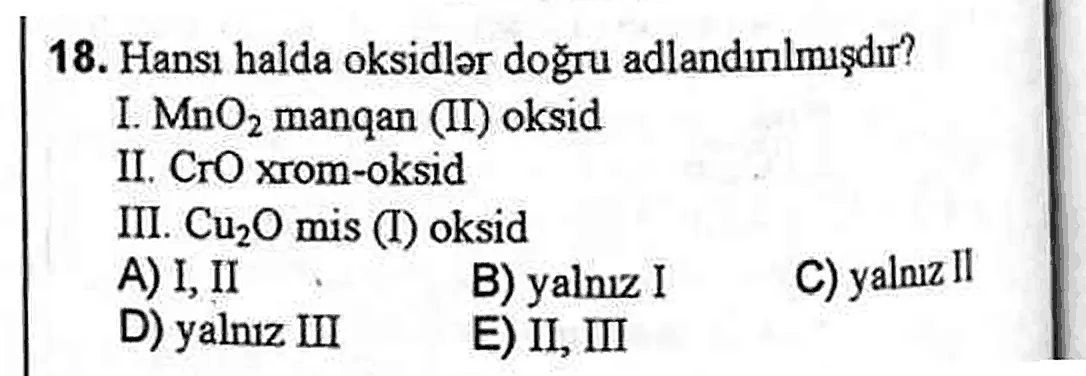 18. Hansı halda oksidlər doğru adlandırılmışdır?
I. MnO₂ manqan (II) oksid
II. CrO xrom-oksid
III. Cu₂O mis (I) oksid
A) I, II B) yalnız I C) yalnız II
D) yalnız III E) II, III